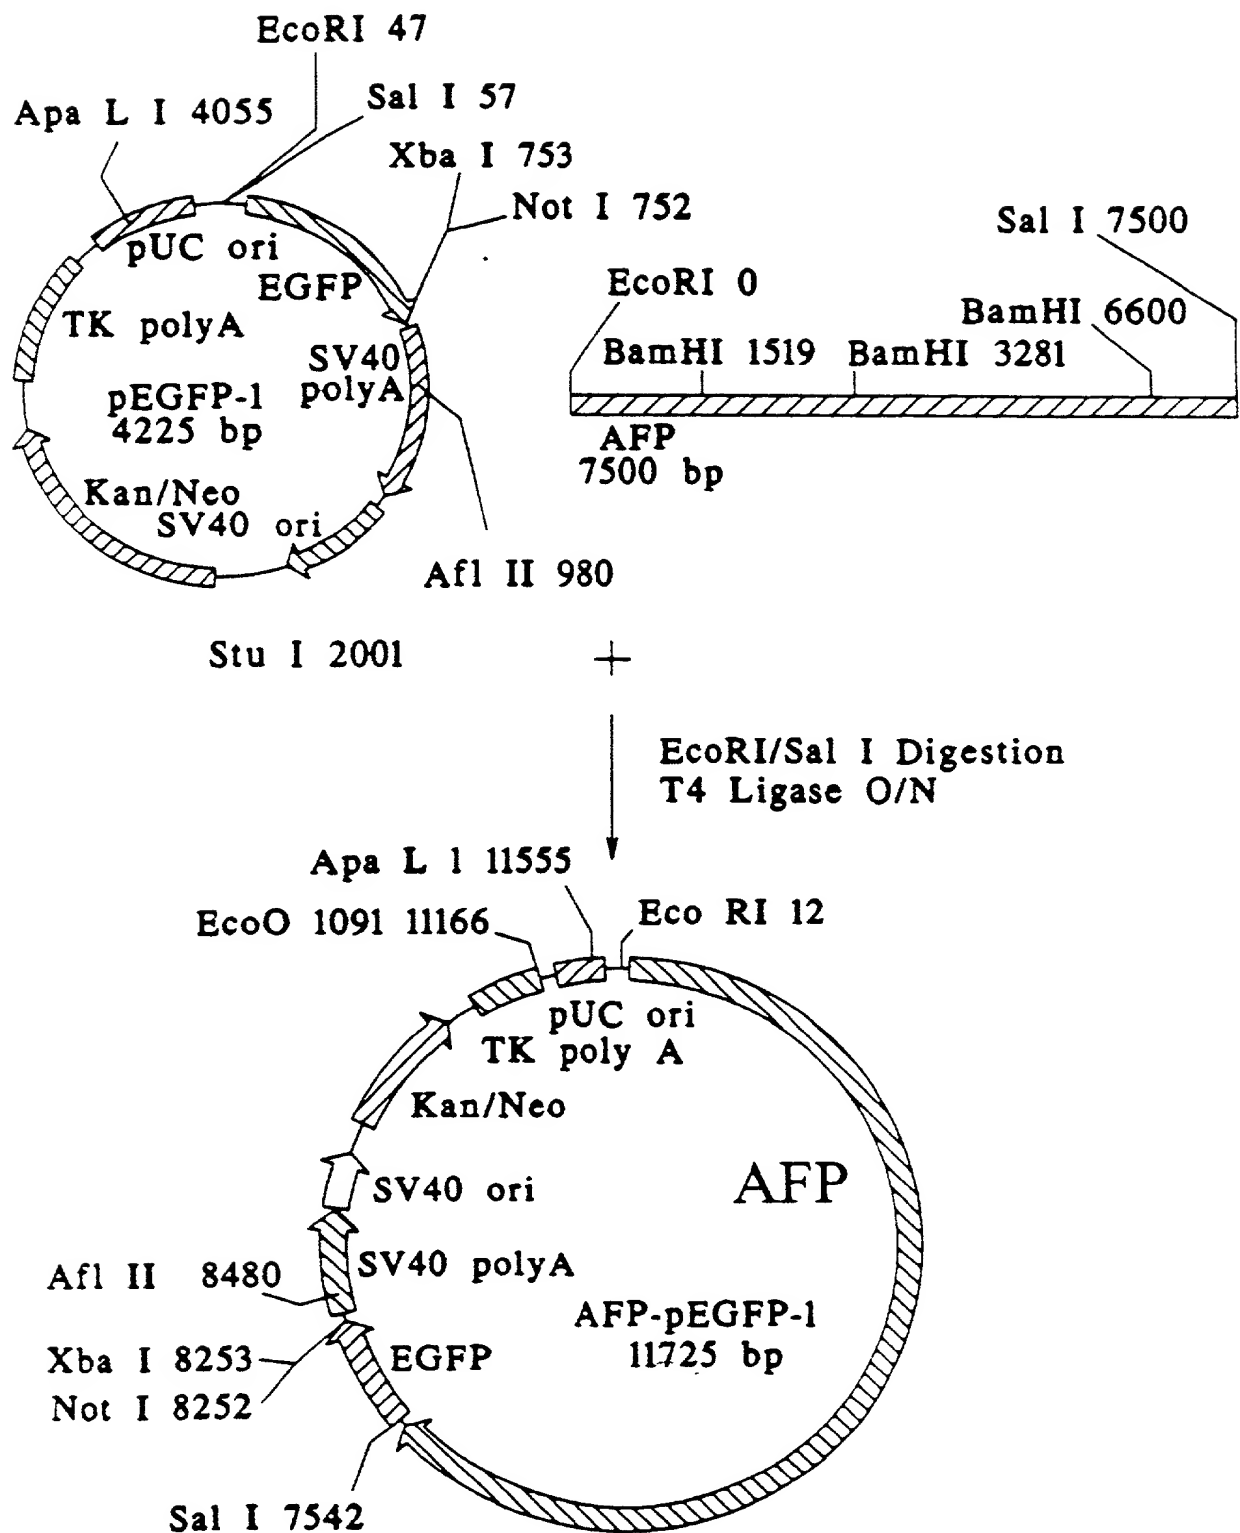 EcoRI 47
Apa L I 4055
Sal I 57
Xba I 753
Not I 752
pUC ori
EGFP
TK polyA
SV40
polyA
pEGFP-1
4225 bp
Kan/Neo
SV40 ori
Afl II 980
Stu I 2001
Sal I 7500
EcoRI 0
BamHI 6600
BamHI 1519
BamHI 3281
AFP
7500 bp
+
EcoRI/Sal I Digestion
T4 Ligase O/N
Apa L 1 11555
EcoO 1091 11166
Eco RI 12
pUC ori
TK poly A
Kan/Neo
AFP
SV40 ori
SV40 polyA
Afl II 8480
AFP-pEGFP-1
11725 bp
Xba I 8253
EGFP
Not I 8252
Sal I 7542